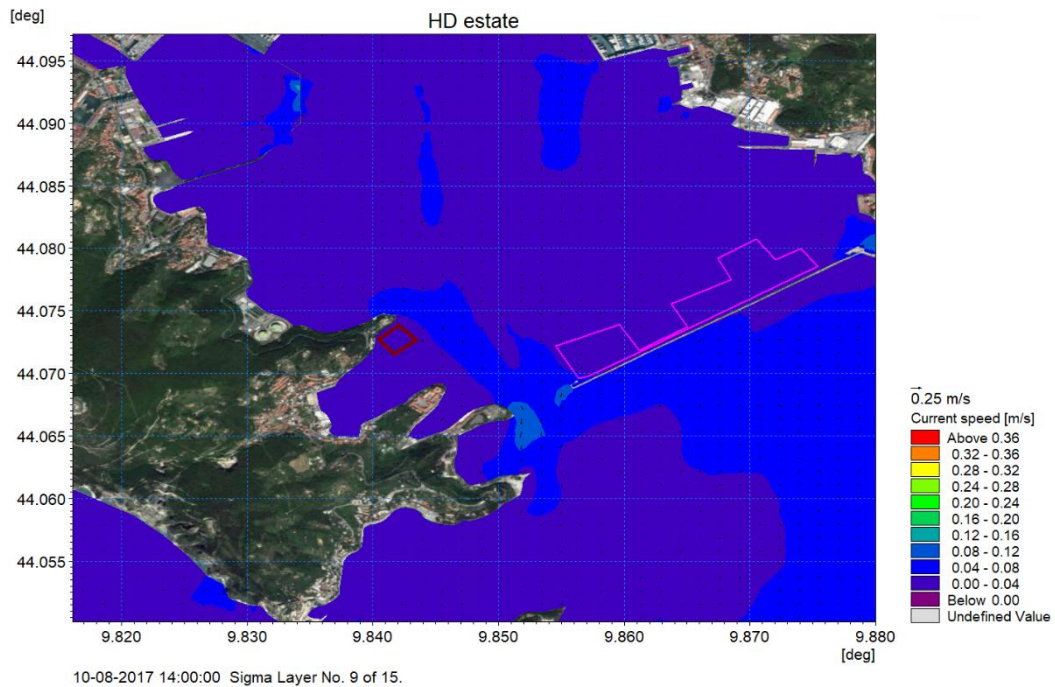 [deg]
HD estate
44.095
44.090
44.085
44.080
44.075
44.070
44.065
44.060
44.055
9.820
9.830
9.840
9.850
9.860
9.870
9.880
[deg]
0.25 m/s
Current speed [m/s]
Above 0.36
0.32 - 0.36
0.28 - 0.32
0.24 - 0.28
0.20 - 0.24
0.16 - 0.20
0.12 - 0.16
0.08 - 0.12
0.04 - 0.08
0.00 - 0.04
Below 0.00
Undefined Value
10-08-2017 14:00:00 Sigma Layer No. 9 of 15.